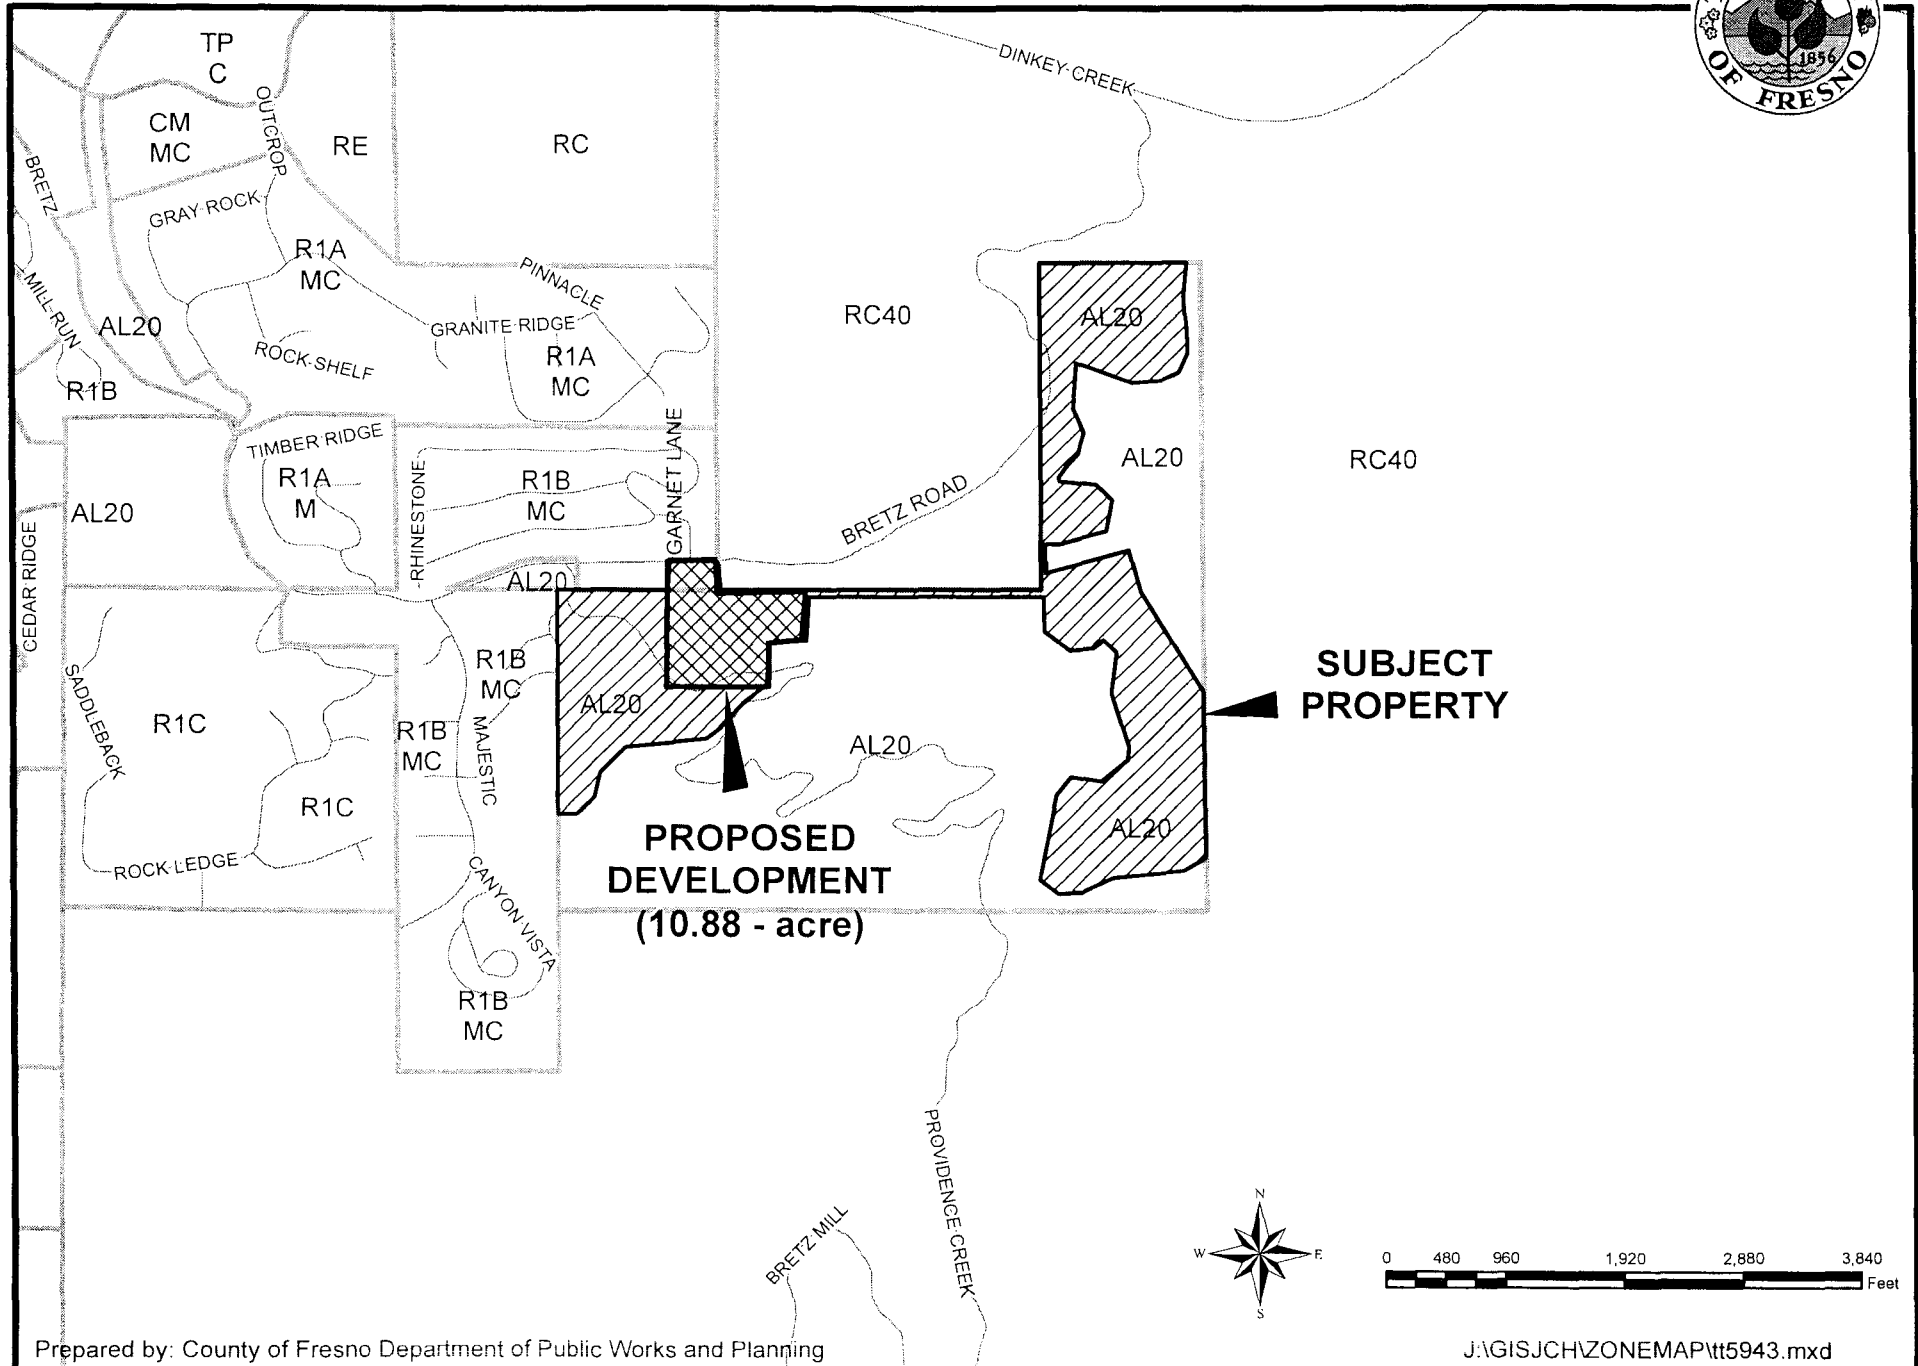 OF FRESNO
1856
TP
C
CM
MC
OUTCROP
RE
RC
DINKEY CREEK
BRETZ
GRAY ROCK
R1A
MC
PINNACLE
MILL RUN
AL20
GRANITE RIDGE
ROCK SHELF
R1A
MC
R1B
RC40
AL20
AL20
RC40
TIMBER RIDGE
R1A
M
AL20
CEDAR RIDGE
RHINESTONE
R1B
MC
GARNET LANE
BRETZ ROAD
AL20
R1B
MC
SADDLEBACK
R1C
R1B
MC
MAJESTIC
AL20
AL20
SUBJECT
PROPERTY
R1C
ROCK LEDGE
AL20
PROPOSED
DEVELOPMENT
(10.88 - acre)
CANYON VISTA
R1B
MC
PROVIDENCE CREEK
BRETZ MILL
N
W
E
S
0 480 960 1,920 2,880 3,840
Feet
Prepared by: County of Fresno Department of Public Works and Planning
J:\GISJCH\ZONEMAP\tt5943.mxd